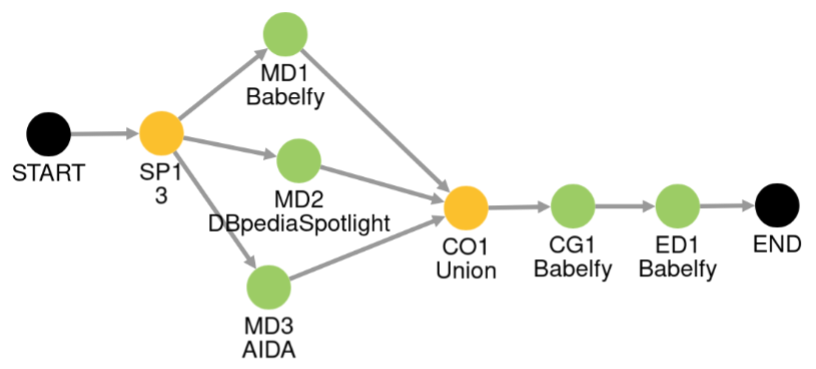 MD1
Babelfy
START
SP1
3
MD2
DBpediaSpotlight
MD3
AIDA
CO1
Union
CG1
Babelfy
ED1
Babelfy
END